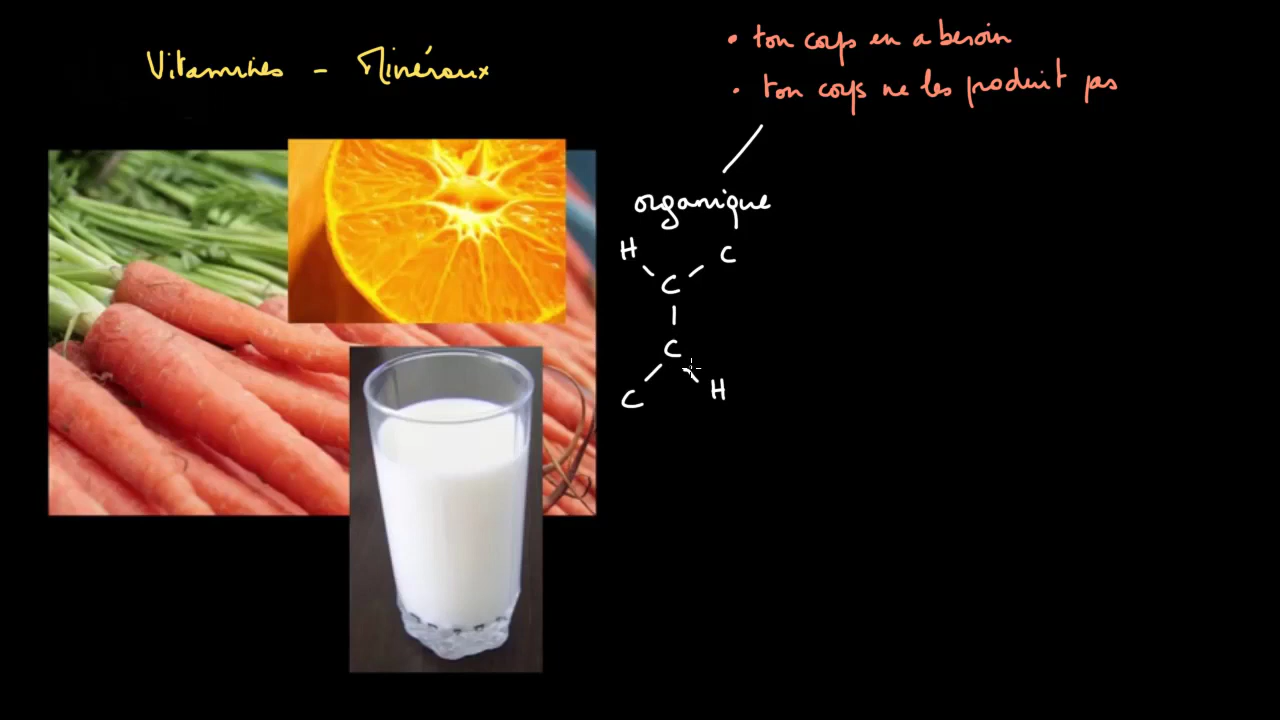 Vitamines - Minéraux
• ton corps en a besoin
• ton corps ne les produit pas
organique
H C
C
C
C H